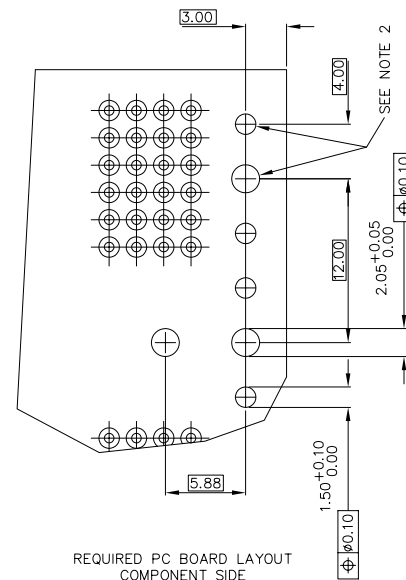 3.00
4.00
SEE NOTE 2
12.00
2.05 +0.05 0.00
⌖ ⌀0.10
5.88
1.50 +0.10 0.00
⌖ ⌀0.10
REQUIRED PC BOARD LAYOUT
COMPONENT SIDE